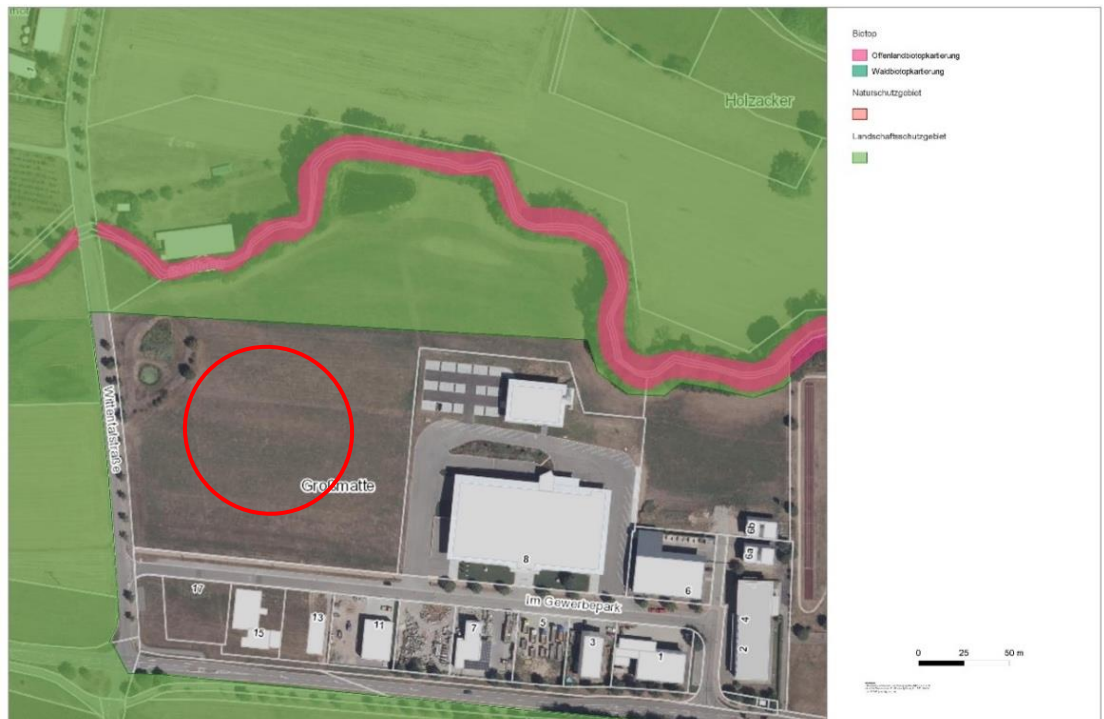 Biotop
Offenlandbiotopkartierung
Waldbiotopkartierung
Naturschutzgebiet
Landschaftsschutzgebiet
Holzacker
Wittentalstraße
Großmatte
8
6b
6a
6
Im Gewerbepark
17
15
13
11
7
5
3
1
2
4
0 25 50 m